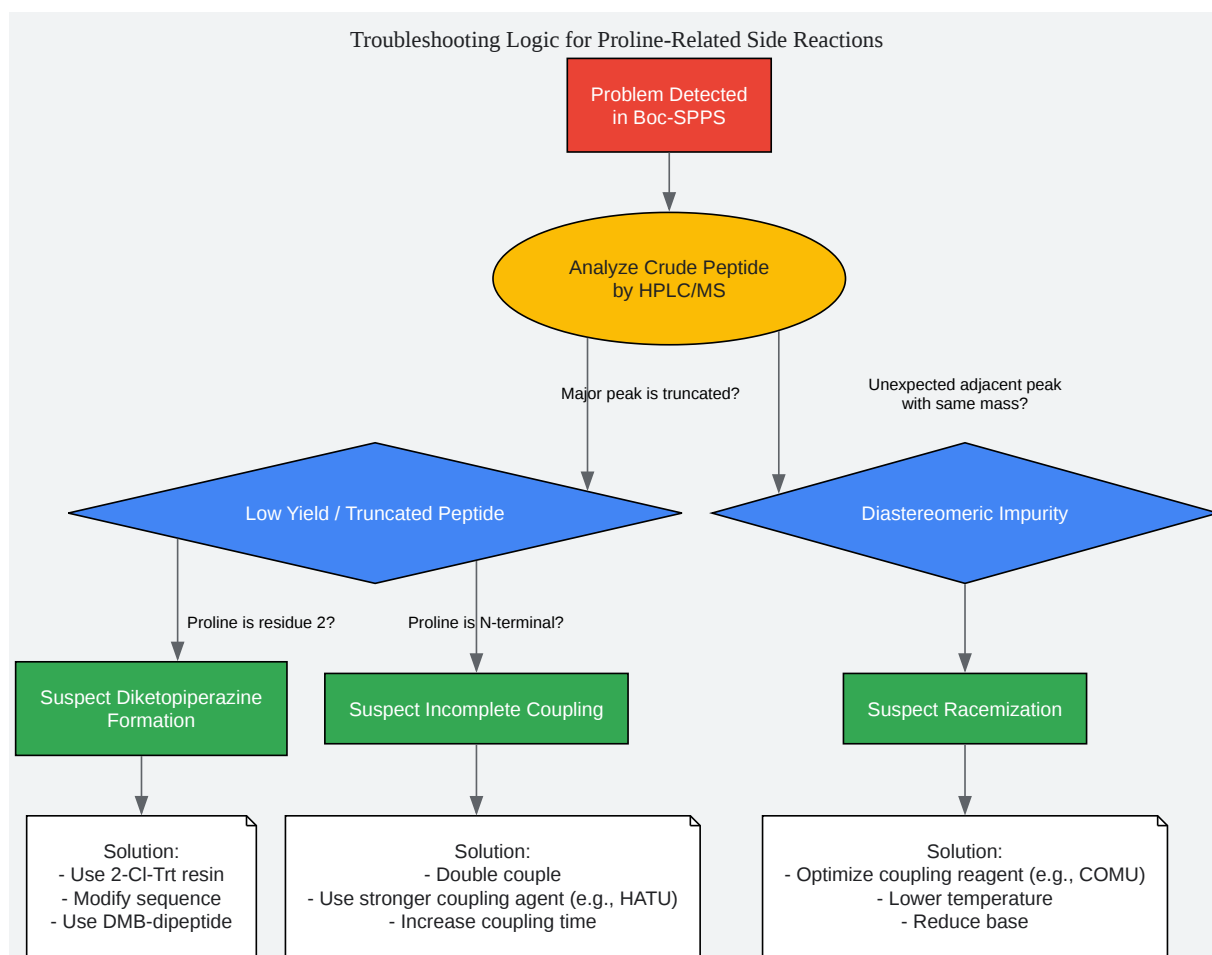 Troubleshooting Logic for Proline-Related Side Reactions
Problem Detected
in Boc-SPPS
Analyze Crude Peptide
by HPLC/MS
Major peak is truncated?
Unexpected adjacent peak
with same mass?
Low Yield / Truncated Peptide
Diastereomeric Impurity
Proline is residue 2?
Proline is N-terminal?
Suspect Diketopiperazine
Formation
Suspect Incomplete Coupling
Suspect Racemization
Solution:
- Use 2-Cl-Trt resin
- Modify sequence
- Use DMB-dipeptide
Solution:
- Double couple
- Use stronger coupling agent (e.g., HATU)
- Increase coupling time
Solution:
- Optimize coupling reagent (e.g., COMU)
- Lower temperature
- Reduce base